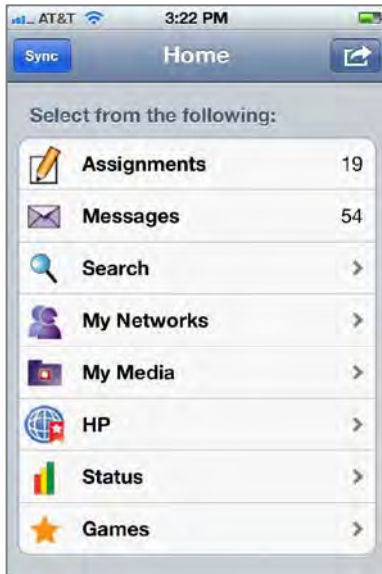 AT&T 3:22 PM
Sync Home
Select from the following:
Assignments 19
Messages 54
Search
My Networks
My Media
HP
Status
Games